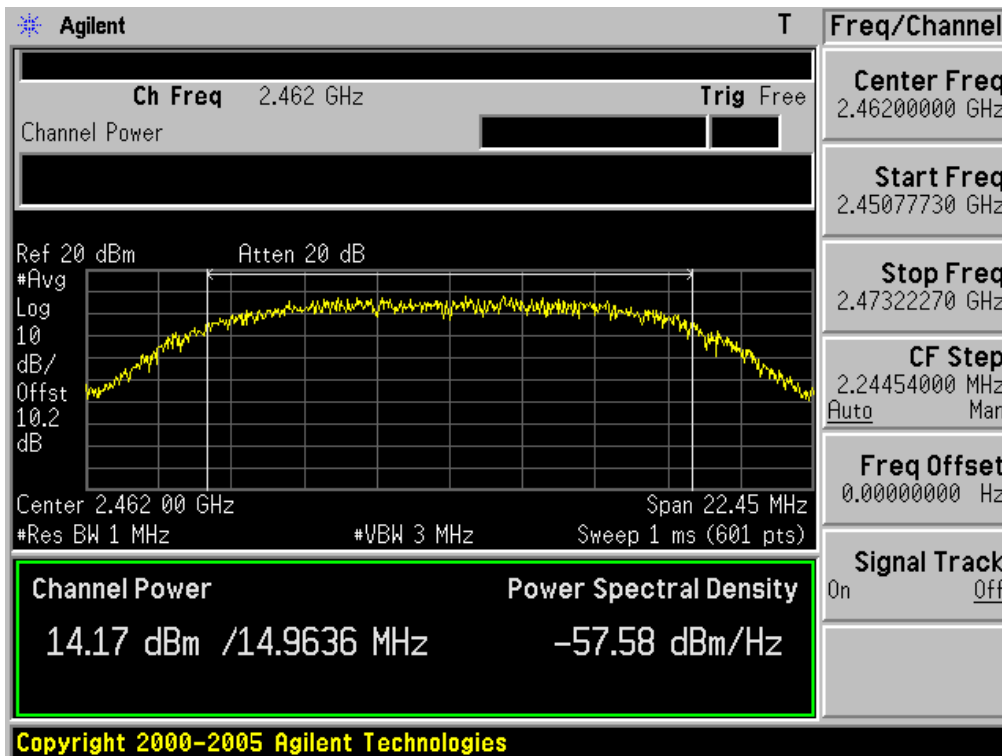 Agilent
T
Freq/Channel
Ch Freq 2.462 GHz
Trig Free
Channel Power
Center Freq
2.46200000 GHz
Start Freq
2.45077730 GHz
Stop Freq
2.47322270 GHz
CF Step
2.24454000 MHz
Auto Man
Freq Offset
0.00000000 Hz
Signal Track
On Off
Ref 20 dBm
Atten 20 dB
#Avg
Log
10
dB/
Offst
10.2
dB
Center 2.462 00 GHz
Span 22.45 MHz
#Res BW 1 MHz
#VBW 3 MHz
Sweep 1 ms (601 pts)
Channel Power
Power Spectral Density
14.17 dBm /14.9636 MHz
-57.58 dBm/Hz
Copyright 2000-2005 Agilent Technologies